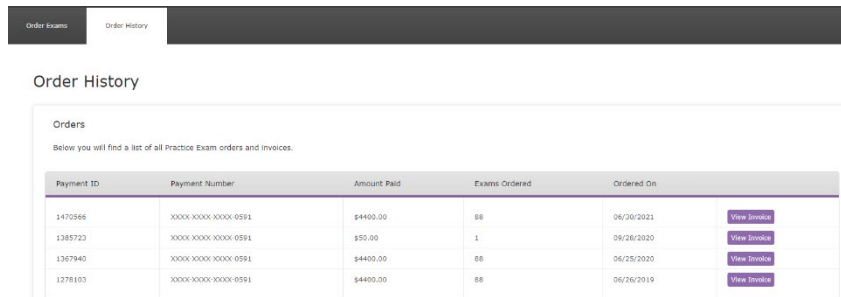 Order Exams Order History
Order History
Orders
Below you will find a list of all Practice Exam orders and invoices.
Payment ID Payment Number Amount Paid Exams Ordered Ordered On
1470566 XXXX-XXXX-XXXX-0591 $4400.00 88 06/30/2021 View Invoice
1385723 XXXX-XXXX-XXXX-0591 $50.00 1 09/28/2020 View Invoice
1367940 XXXX-XXXX-XXXX-0591 $4400.00 88 06/25/2020 View Invoice
1278103 XXXX-XXXX-XXXX-0591 $4400.00 88 06/26/2019 View Invoice